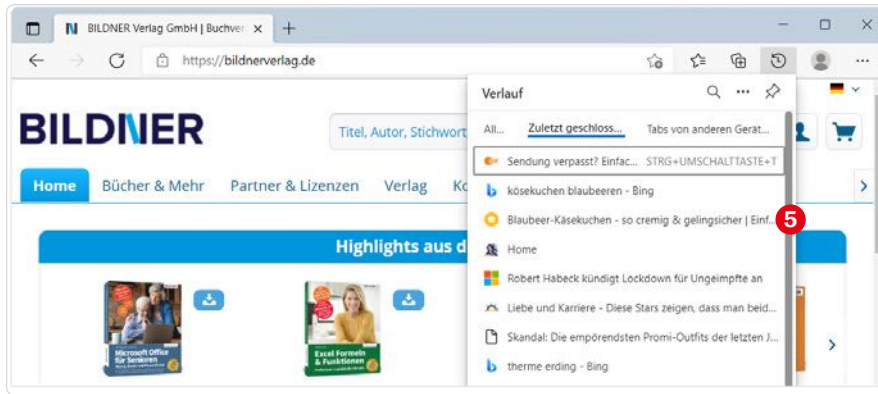 BILDNER Verlag GmbH | Buchver
https://bildnerverlag.de
Verlauf
BILDNER
Titel, Autor, Stichwort
All...
Zuletzt geschloss...
Tabs von anderen Gerät...
Sendung verpasst? Einfac...
STRG+UMSCHALTTASTE+T
Home
Bücher & Mehr
Partner & Lizenzen
Verlag
Ko
kösekuchen blaubeeren - Bing
Blaubeer-Käsekuchen - so cremig & gelingsicher | Einf...
5
Home
Highlights aus d
Robert Habeck kündigt Lockdown für Ungeimpfte an
Liebe und Karriere - Diese Stars zeigen, dass man beid...
Skandal: Die empörendsten Promi-Outfits der letzten J...
therme erding - Bing
Microsoft Office
für Senioren
Excel Formeln
& Funktionen